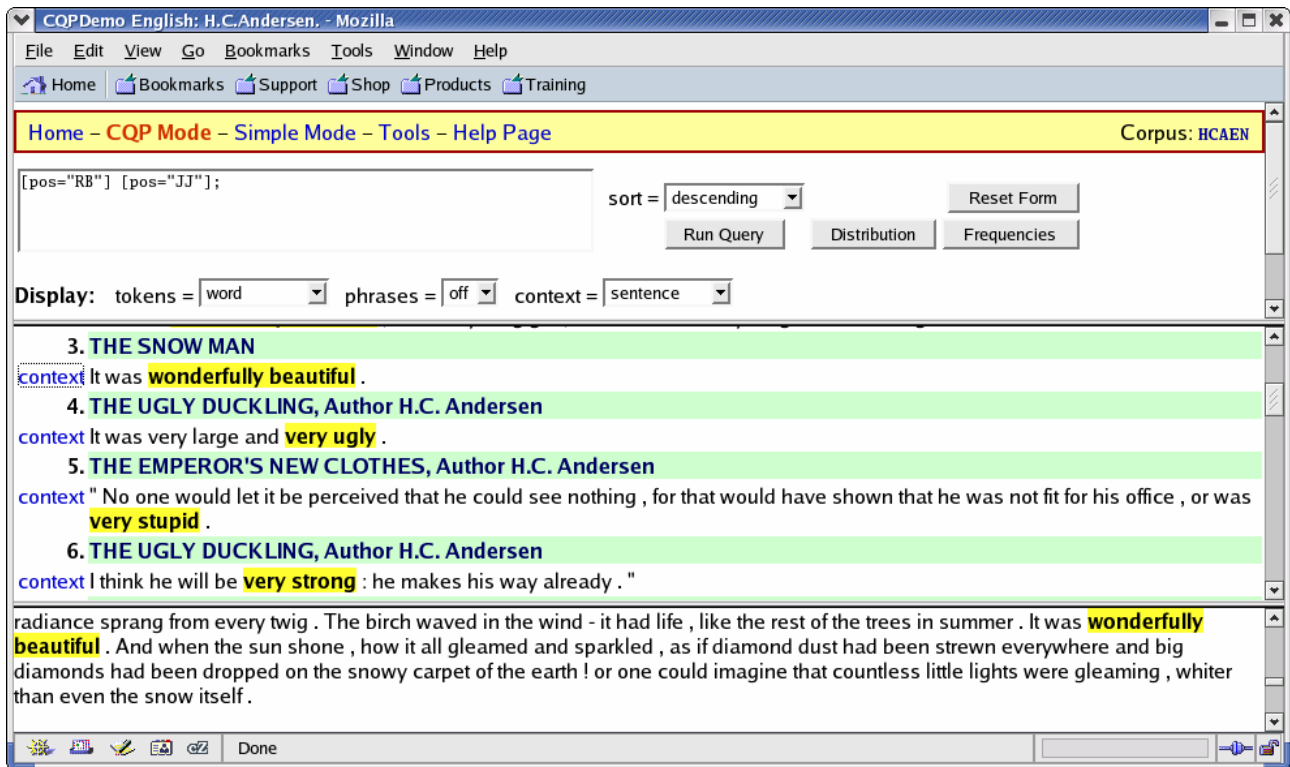 CQPDemo English: H.C.Andersen. - Mozilla
File Edit View Go Bookmarks Tools Window Help
Home Bookmarks Support Shop Products Training
Home – CQP Mode – Simple Mode – Tools – Help Page Corpus: HCAEN
[pos="RB"] [pos="JJ"];
sort = descending Reset Form
Run Query Distribution Frequencies
Display: tokens = word phrases = off context = sentence
3. THE SNOW MAN
context It was wonderfully beautiful .
4. THE UGLY DUCKLING, Author H.C. Andersen
context It was very large and very ugly .
5. THE EMPEROR'S NEW CLOTHES, Author H.C. Andersen
context " No one would let it be perceived that he could see nothing , for that would have shown that he was not fit for his office , or was
very stupid .
6. THE UGLY DUCKLING, Author H.C. Andersen
context I think he will be very strong : he makes his way already . "
radiance sprang from every twig . The birch waved in the wind - it had life , like the rest of the trees in summer . It was wonderfully
beautiful . And when the sun shone , how it all gleamed and sparkled , as if diamond dust had been strewn everywhere and big
diamonds had been dropped on the snowy carpet of the earth ! or one could imagine that countless little lights were gleaming , whiter
than even the snow itself .
Done